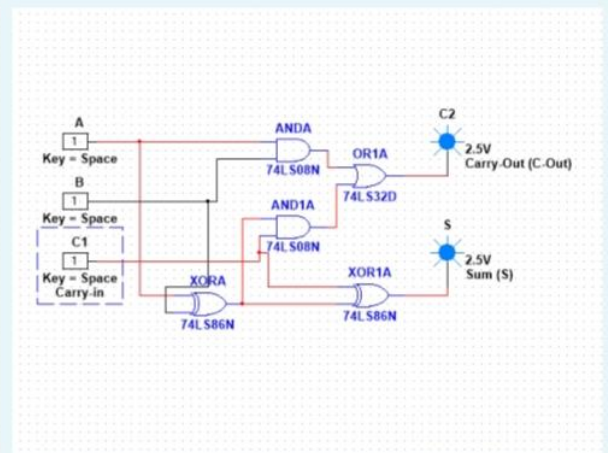 A
1
Key = Space
B
1
Key = Space
C1
1
Key = Space
Carry-in
ANDA
74LS08N
AND1A
74LS08N
XORA
74LS86N
OR1A
74LS32D
XOR1A
74LS86N
C2
2.5V
Carry-Out (C-Out)
S
2.5V
Sum (S)